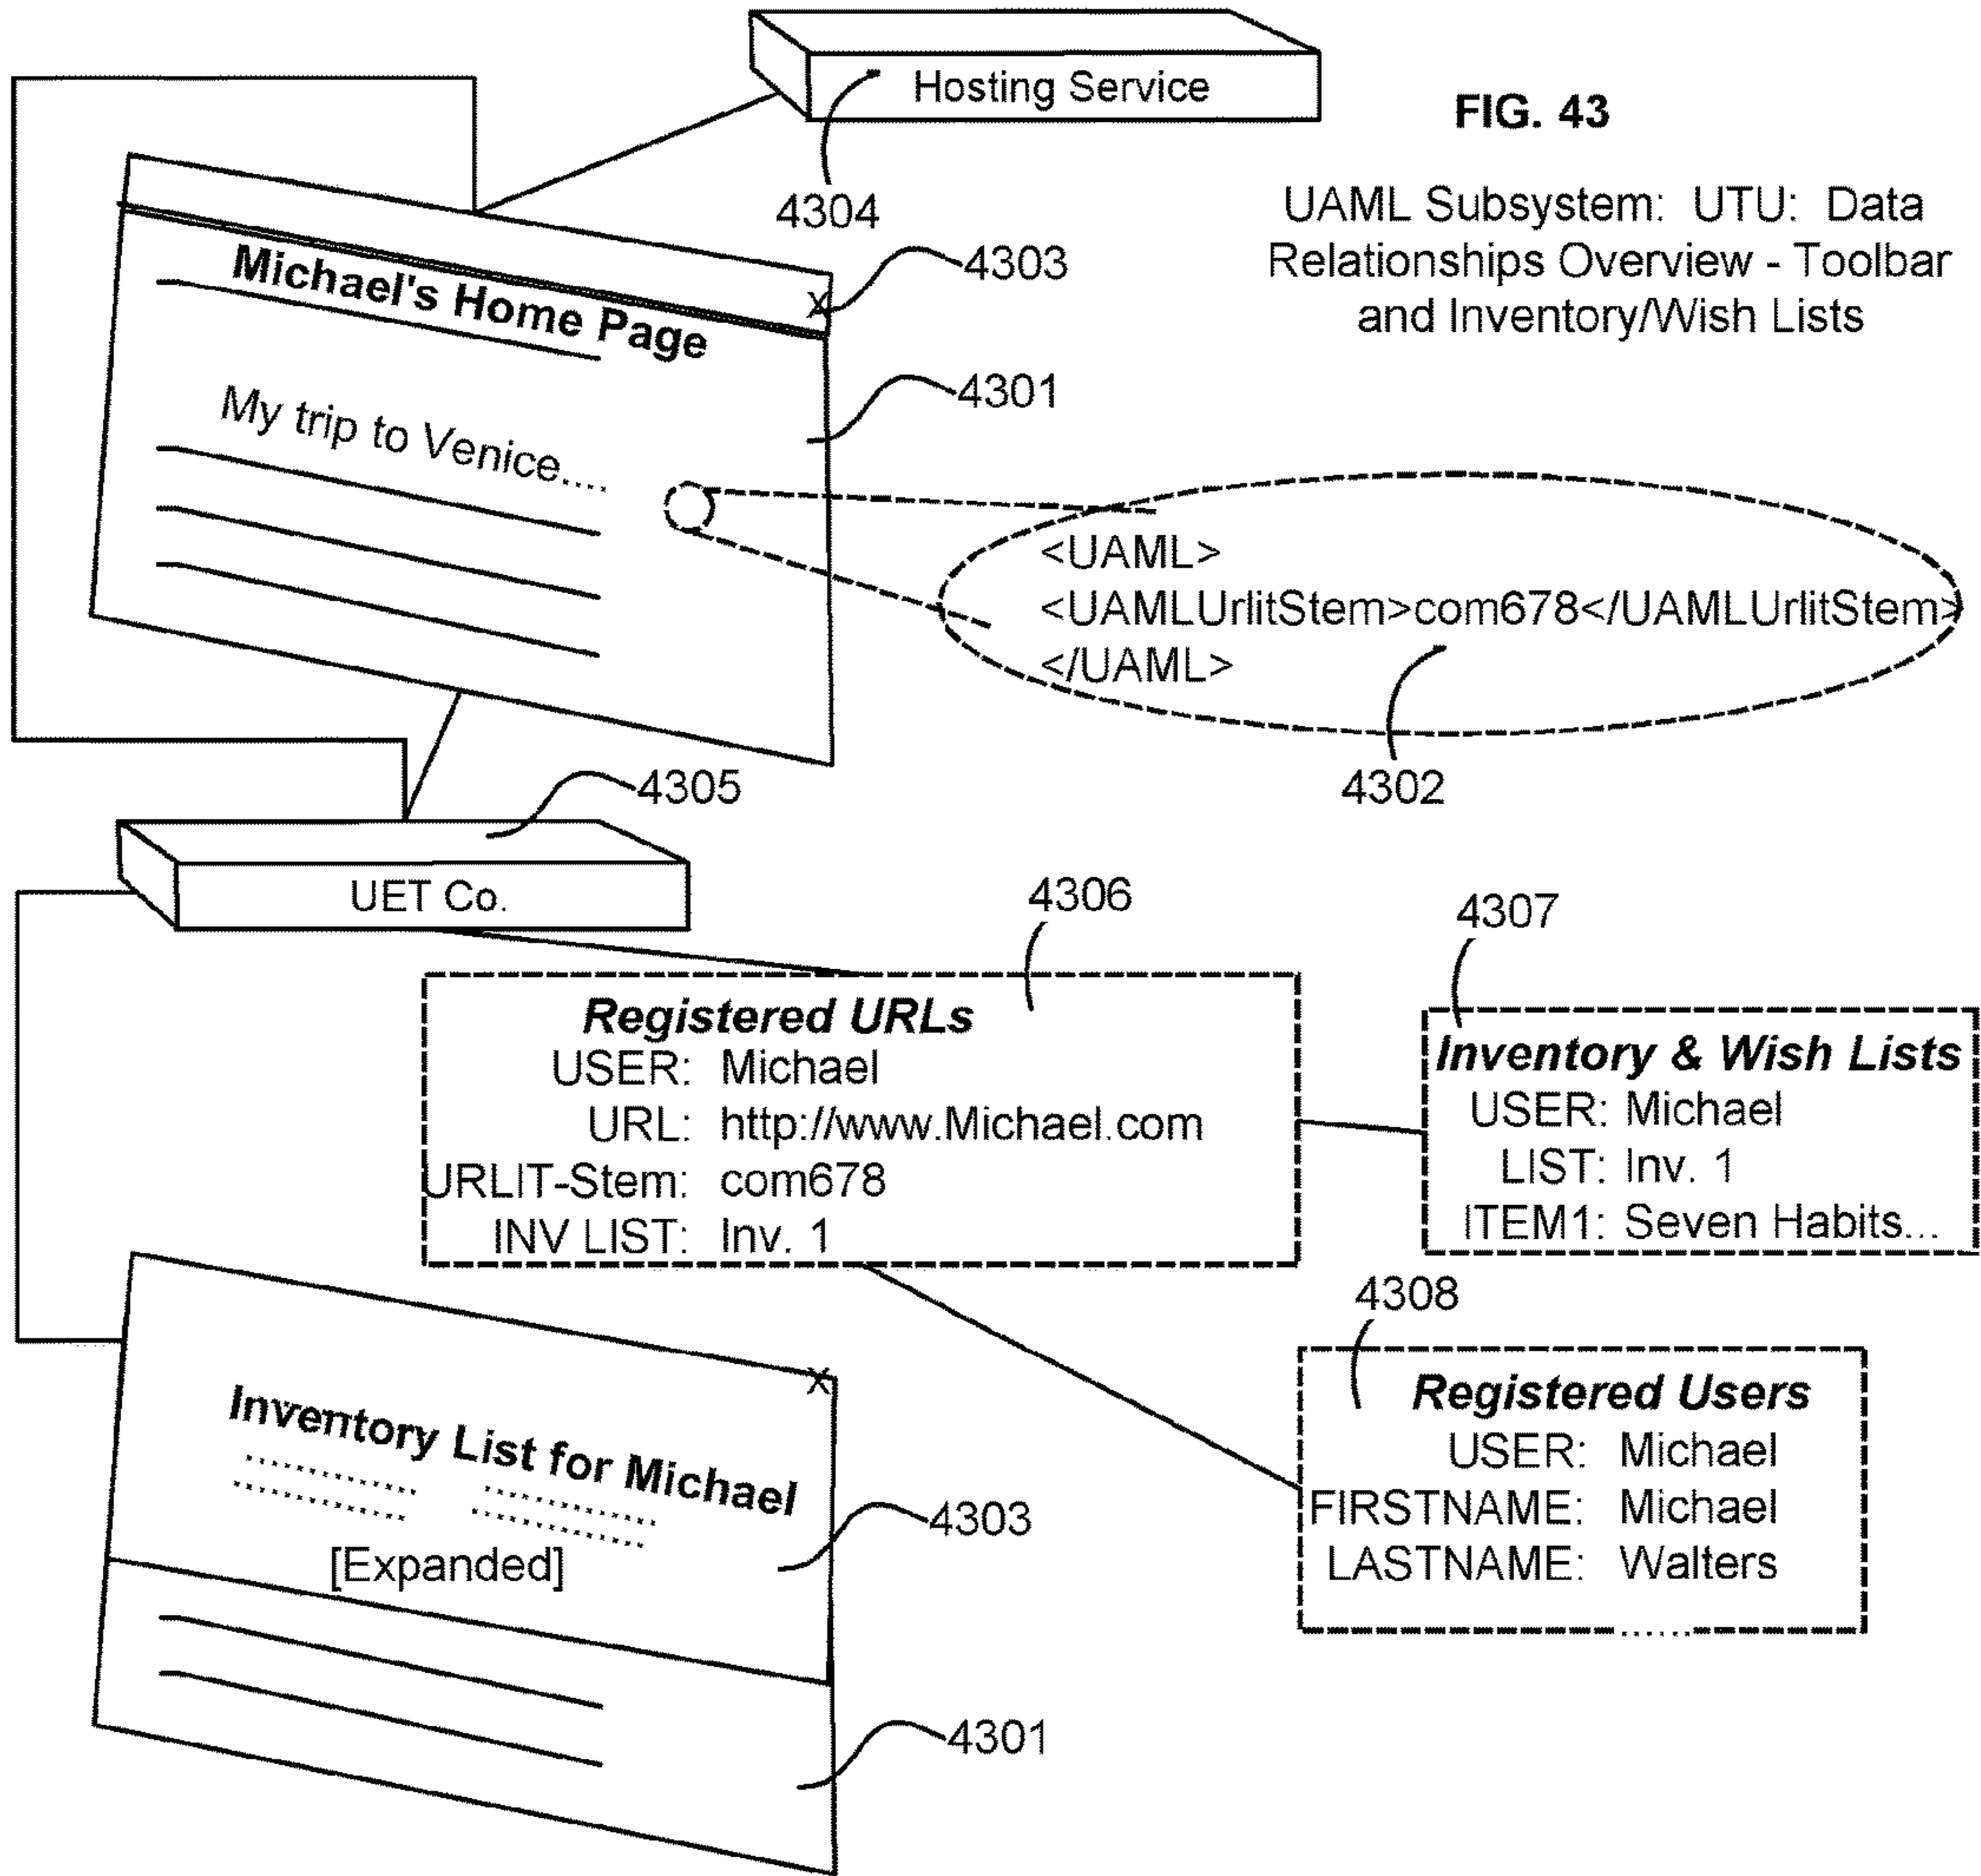 Hosting Service
FIG. 43
4304
UAML Subsystem: UTU: Data
Relationships Overview - Toolbar
and Inventory/Wish Lists
4303
X
Michael's Home Page
4301
My trip to Venice....
<UAML>
<UAMLUrlitStem>com678</UAMLUrlitStem>
</UAML>
4302
4305
UET Co.
4306
Registered URLs
USER: Michael
URL: http://www.Michael.com
URLIT-Stem: com678
INV LIST: Inv. 1
4307
Inventory & Wish Lists
USER: Michael
LIST: Inv. 1
ITEM1: Seven Habits...
4308
Registered Users
USER: Michael
FIRSTNAME: Michael
LASTNAME: Walters
X
Inventory List for Michael
4303
[Expanded]
4301